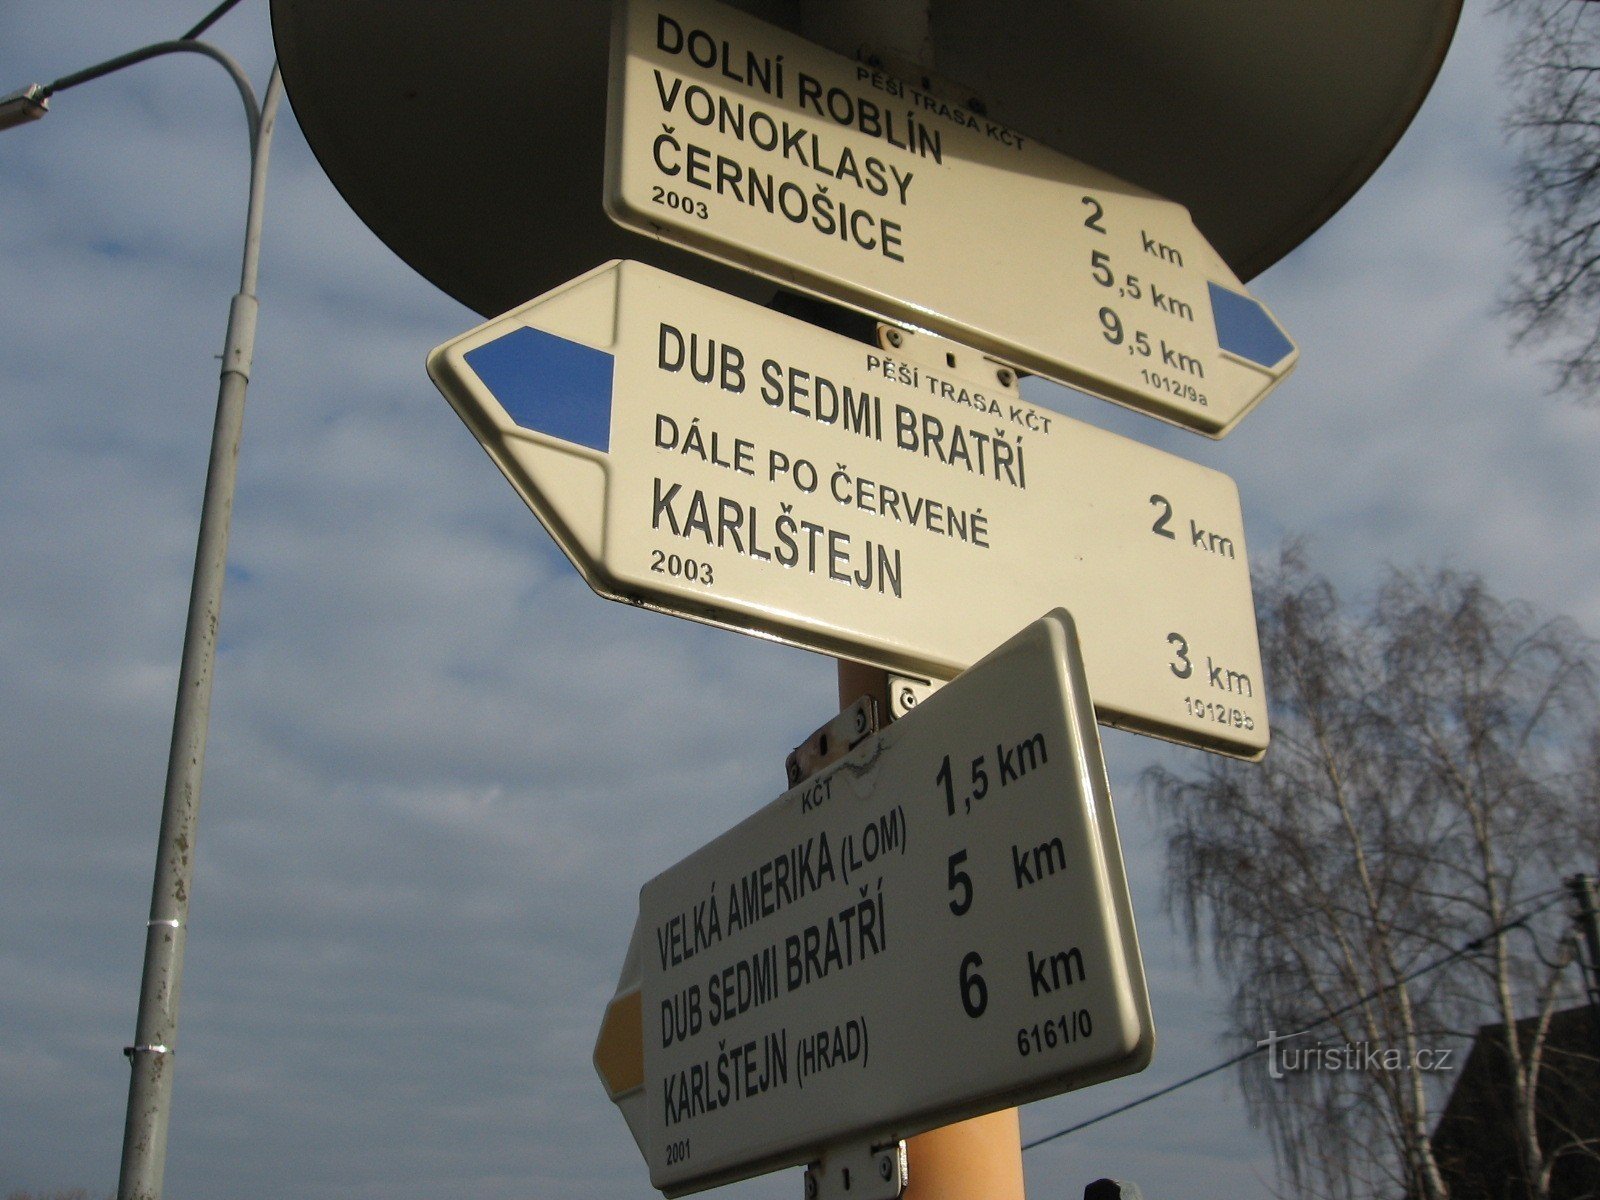 PĚŠÍ TRASA KČT
DOLNÍ ROBLÍN 2 km
VONOKLASY 5,5 km
ČERNOŠICE 9,5 km
2003 1012/9a
PĚŠÍ TRASA KČT
DUB SEDMI BRATŘÍ 2 km
DÁLE PO ČERVENÉ
KARLŠTEJN 3 km
2003 1012/9b
KČT
VELKÁ AMERIKA (LOM) 1,5 km
DUB SEDMI BRATŘÍ 5 km
KARLŠTEJN (HRAD) 6 km
2001 6161/0
Turistika.cz